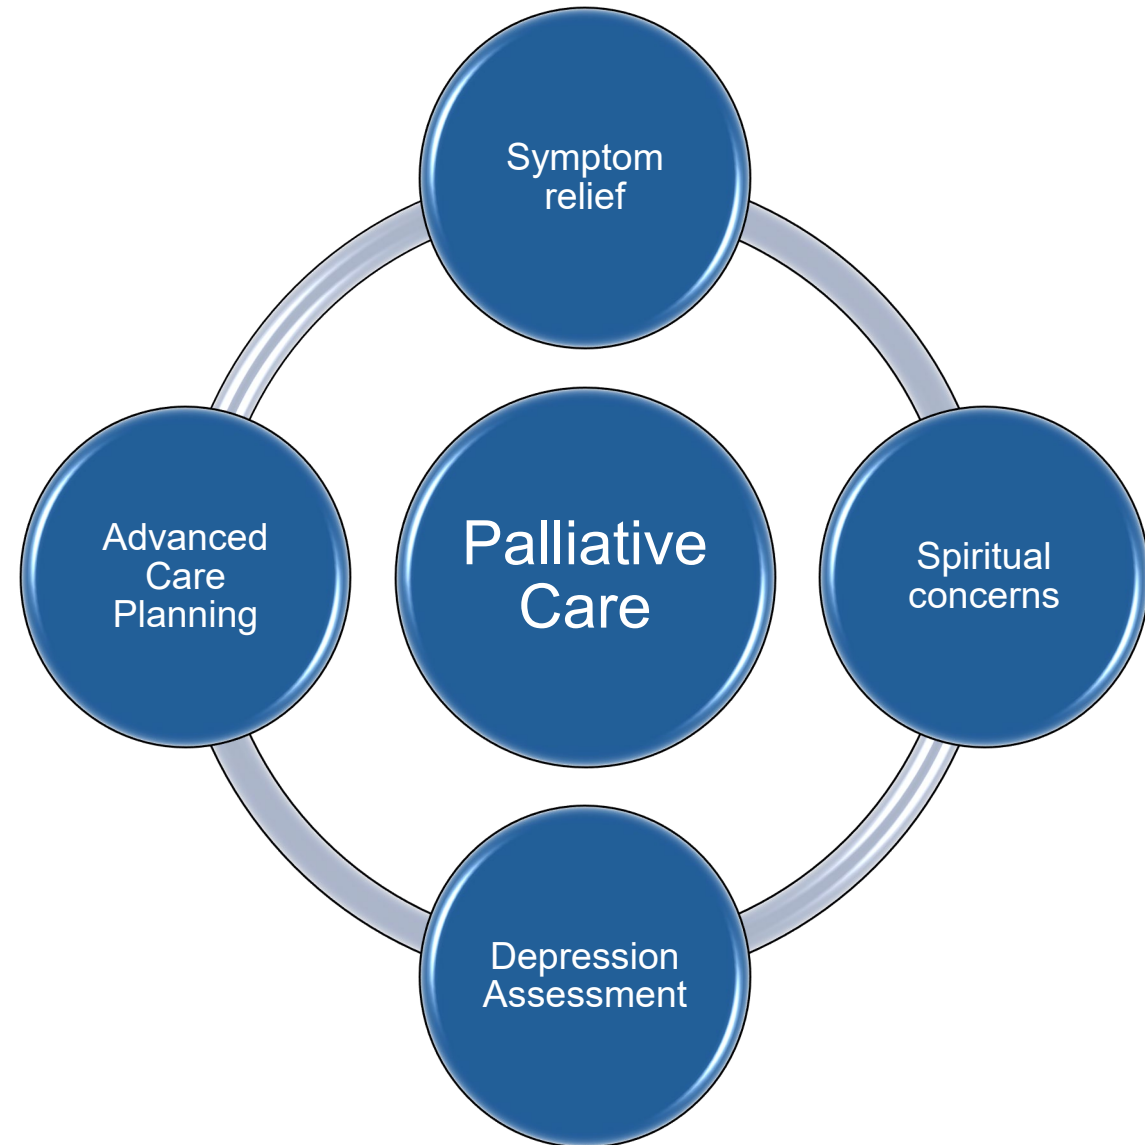 Symptom
relief
Advanced
Care
Planning
Palliative
Care
Spiritual
concerns
Depression
Assessment